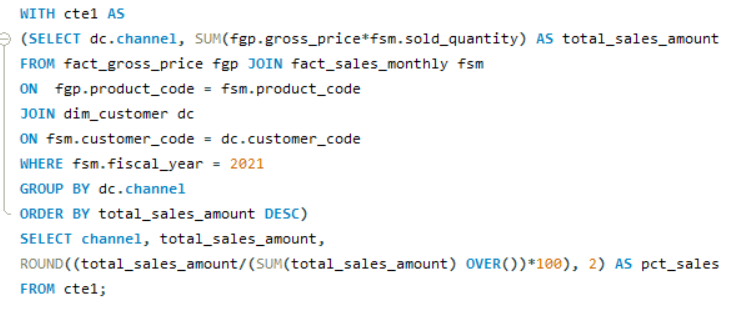 WITH cte1 AS
(SELECT dc.channel, SUM(fgp.gross_price*fsm.sold_quantity) AS total_sales_amount
FROM fact_gross_price fgp JOIN fact_sales_monthly fsm
ON  fgp.product_code = fsm.product_code
JOIN dim_customer dc
ON fsm.customer_code = dc.customer_code
WHERE fsm.fiscal_year = 2021
GROUP BY dc.channel
ORDER BY total_sales_amount DESC)
SELECT channel, total_sales_amount,
ROUND((total_sales_amount/(SUM(total_sales_amount) OVER())*100), 2) AS pct_sales
FROM cte1;